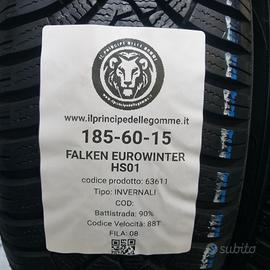 IL PRINCIPE DELLE GOMME
www.ilprincipedellegomme.it
185-60-15
FALKEN EUROWINTER
HS01
codice prodotto: 63611
Tipo: INVERNALI
COD:
Battistrada: 90%
Codice Velocità: 88T
FILA: 08
subito